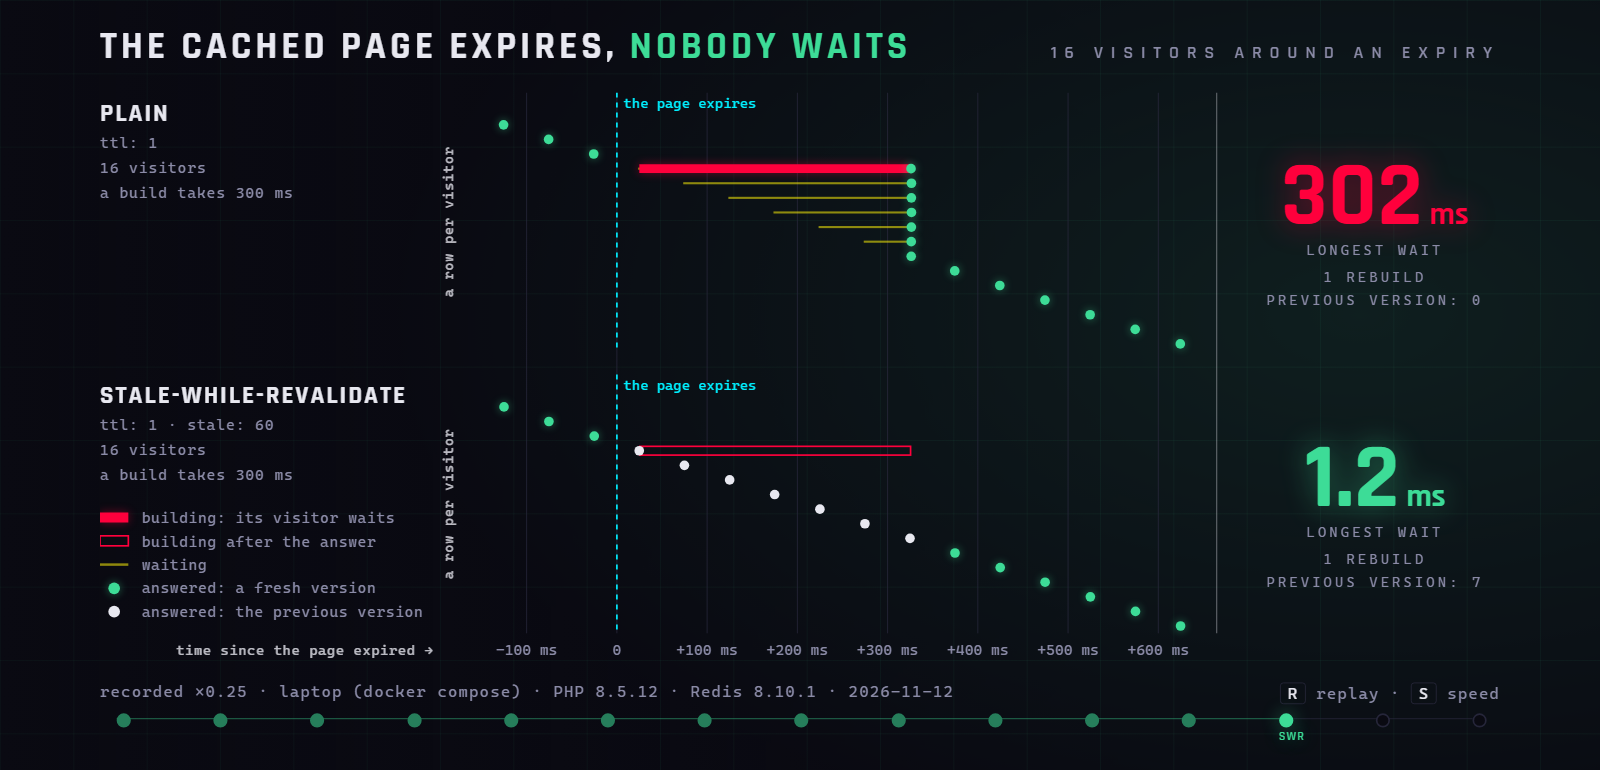 THE CACHED PAGE EXPIRES, NOBODY WAITS
16 VISITORS AROUND AN EXPIRY
PLAIN
ttl: 1
16 visitors
a build takes 300 ms
a row per visitor
the page expires
302 ms
LONGEST WAIT
1 REBUILD
PREVIOUS VERSION: 0
STALE-WHILE-REVALIDATE
ttl: 1 · stale: 60
16 visitors
a build takes 300 ms
building: its visitor waits
building after the answer
waiting
answered: a fresh version
answered: the previous version
a row per visitor
the page expires
1.2 ms
LONGEST WAIT
1 REBUILD
PREVIOUS VERSION: 7
time since the page expired →
−100 ms 0 +100 ms +200 ms +300 ms +400 ms +500 ms +600 ms
recorded ×0.25 · laptop (docker compose) · PHP 8.5.12 · Redis 8.10.1 · 2026-11-12
R replay · S speed
SWR